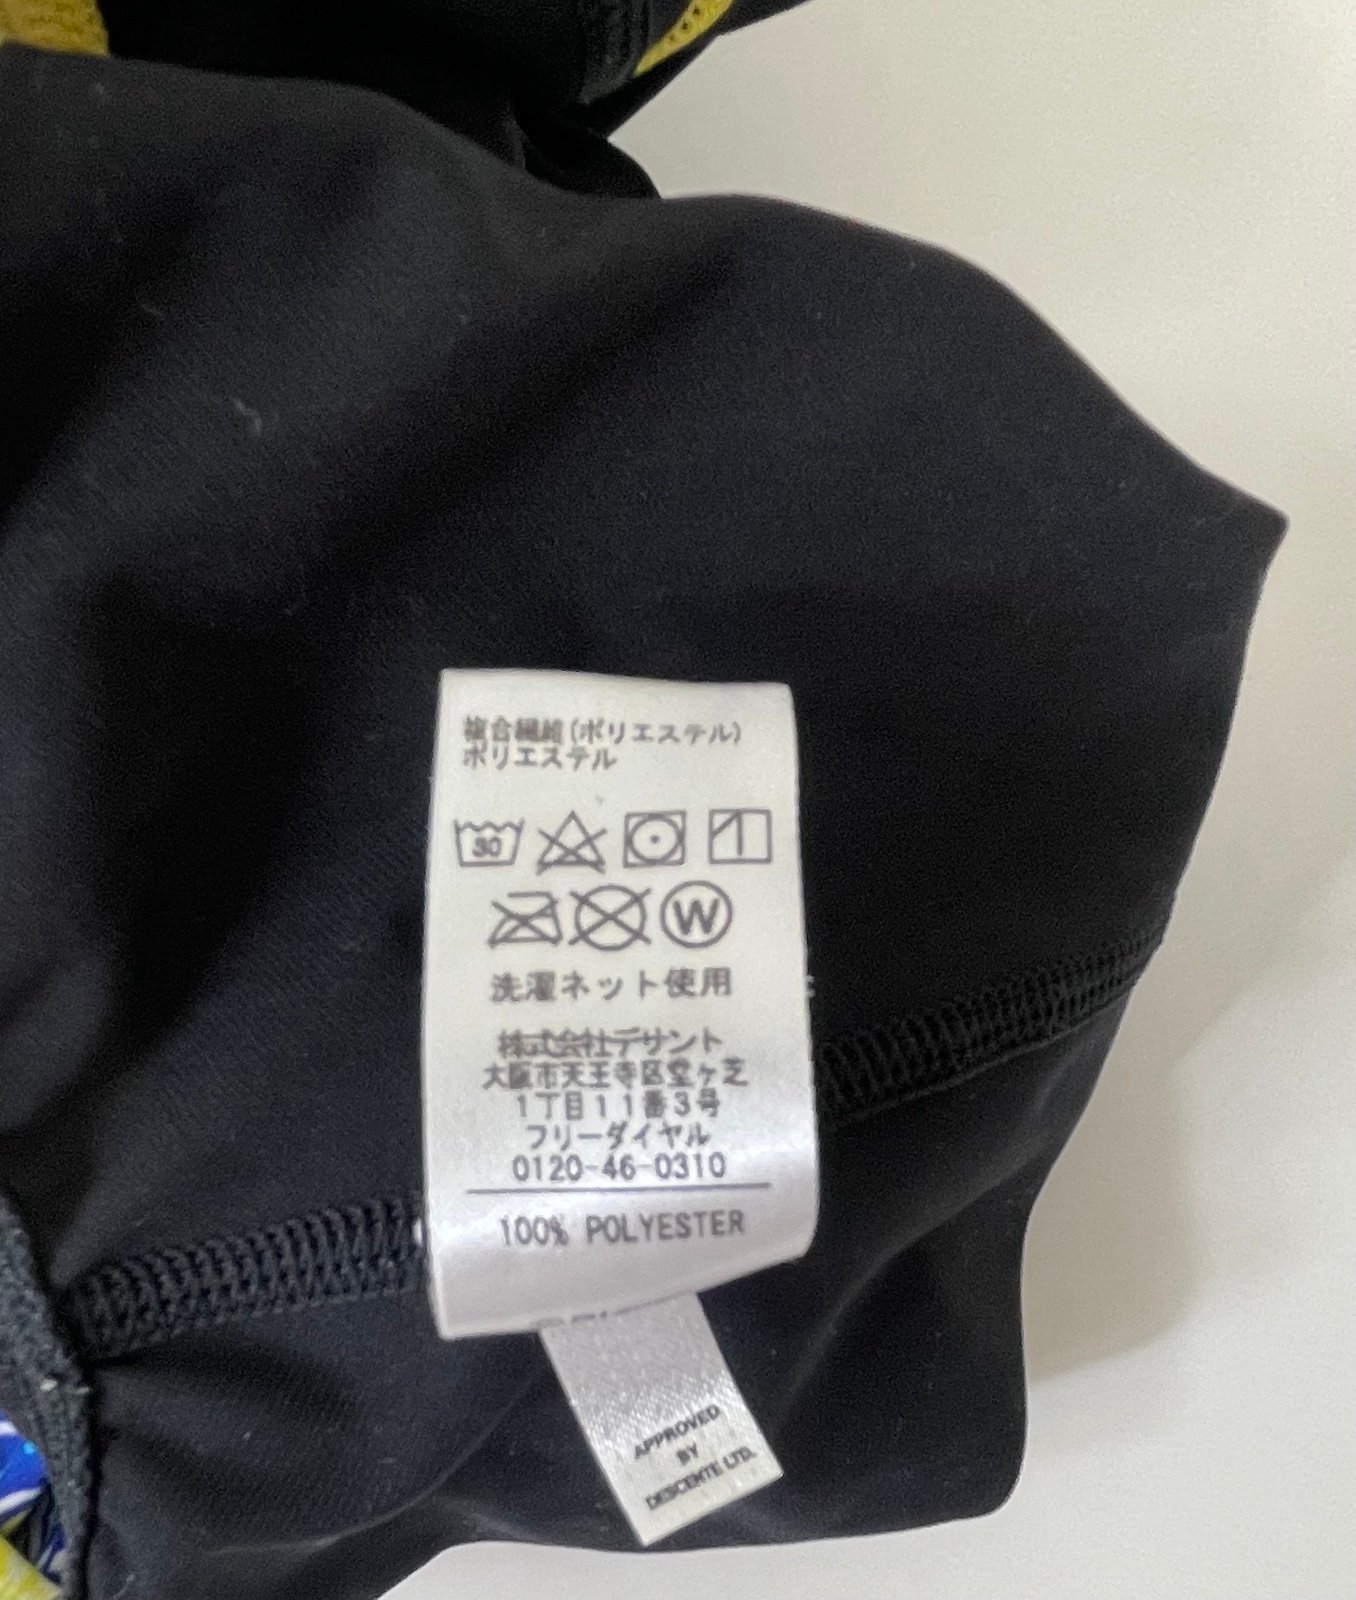 複合繊維(ポリエステル)
ポリエステル
30
W
洗濯ネット使用
株式会社デサント
大阪市天王寺区堂ヶ芝
1丁目11番3号
フリーダイヤル
0120-46-0310
100% POLYESTER
APPROVED
BY
DESCENTE LTD.